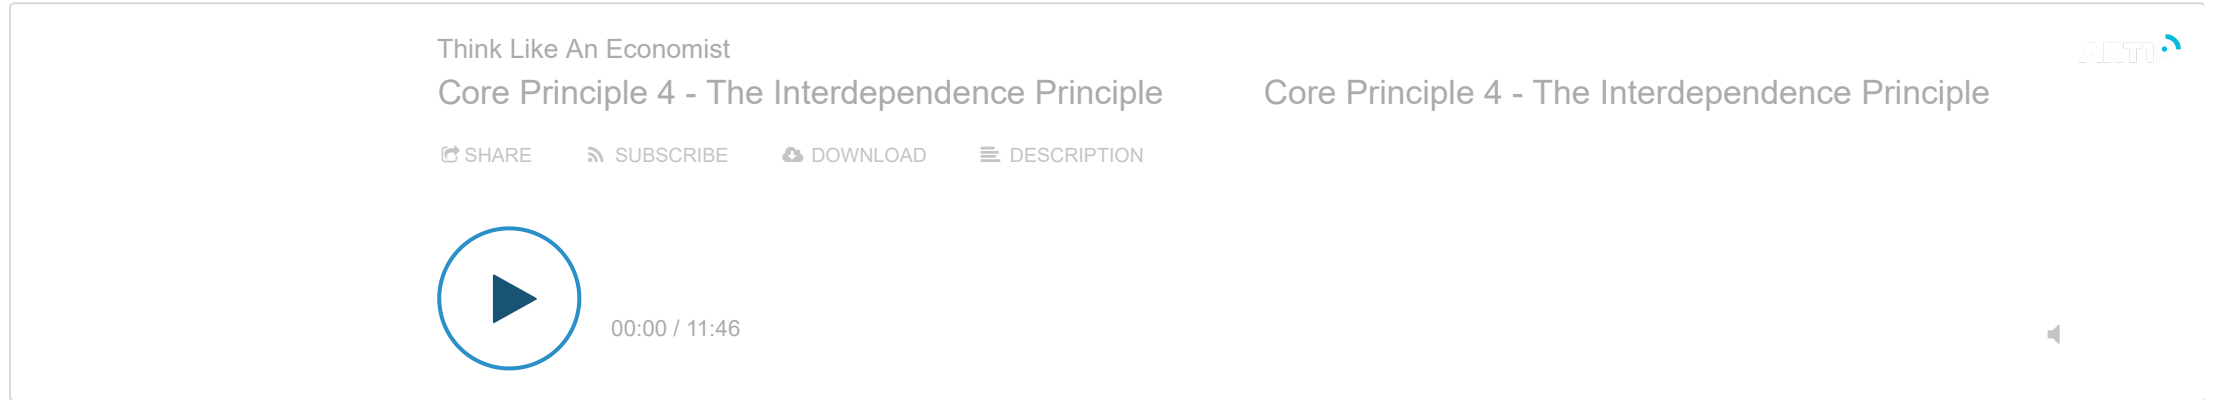 Think Like An Economist
Core Principle 4 - The Interdependence Principle Core Principle 4 - The Interdependence Principle
SHARE SUBSCRIBE DOWNLOAD DESCRIPTION
00:00 / 11:46